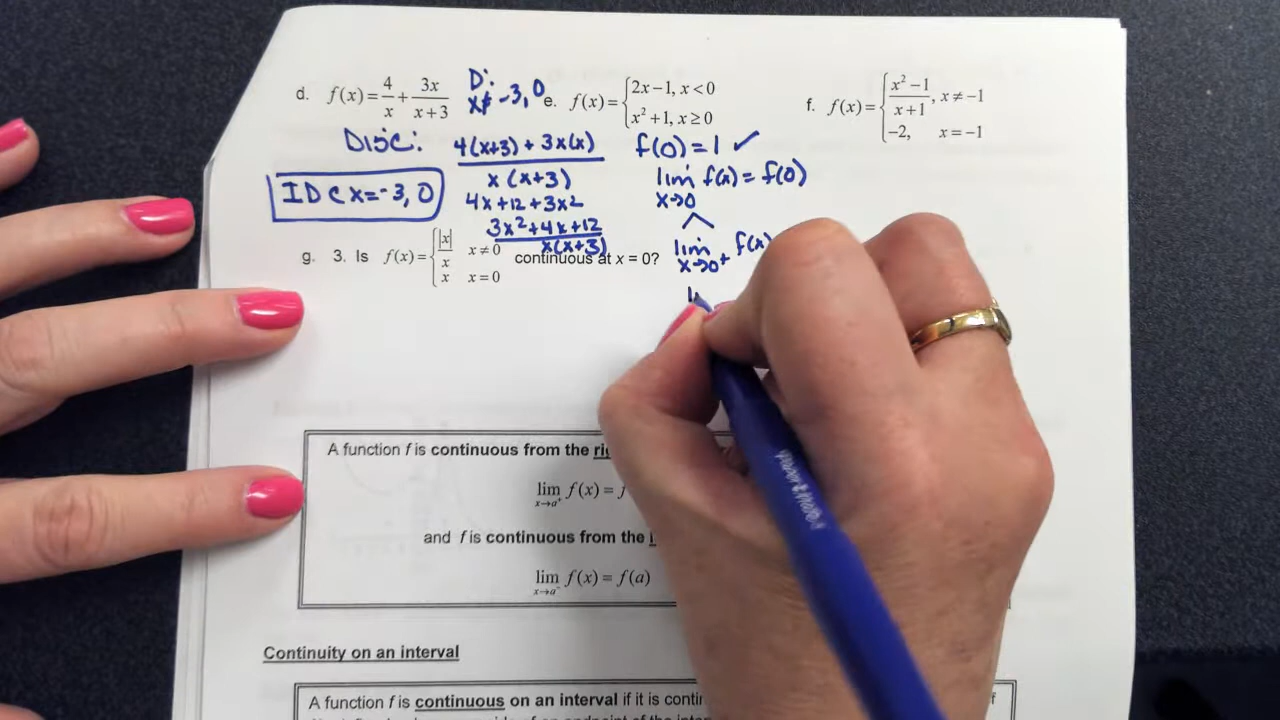 d. f(x)=4/x+3x/(x+3) D: x≠-3,0
e. f(x)={2x−1, x<0
x²+1, x≥0
f. f(x)={(x²−1)/(x+1), x≠−1
−2, x=−1
Disc:
ID @ x=-3,0
4(x+3)+3x(x)
x(x+3)
4x+12+3x²
3x²+4x+12
x(x+3)
f(0)=1 ✓
lim f(x)=f(0)
x→0
lim f(x)
x→0+
g. 3. Is f(x)={|x|/x x≠0
x x=0
continuous at x = 0?
A function f is continuous from the
lim f(x)=
x→a⁺
and f is continuous from the
lim f(x)=f(a)
x→a⁻
Continuity on an interval
A function f is continuous on an interval if it is